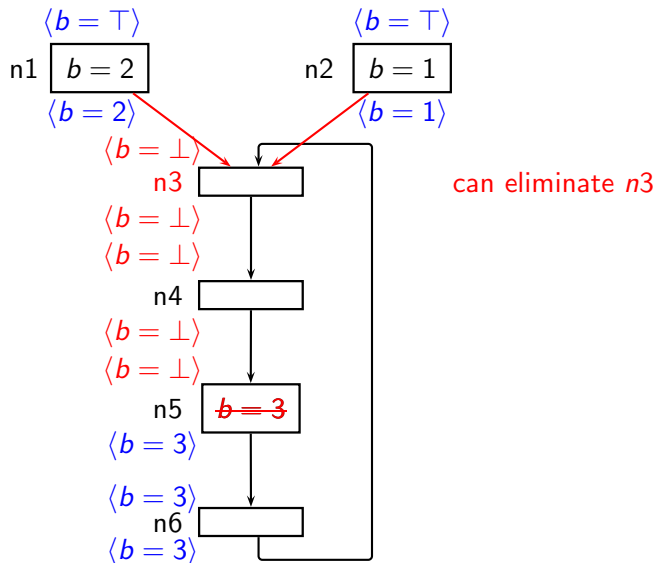 ⟨b = ⊤⟩ ⟨b = ⊤⟩
n1 b = 2 n2 b = 1
⟨b = 2⟩ ⟨b = 1⟩
⟨b = ⊥⟩
n3 can eliminate n3
⟨b = ⊥⟩
⟨b = ⊥⟩
n4
⟨b = ⊥⟩
⟨b = ⊥⟩
n5 b = 3
⟨b = 3⟩
⟨b = 3⟩
n6
⟨b = 3⟩